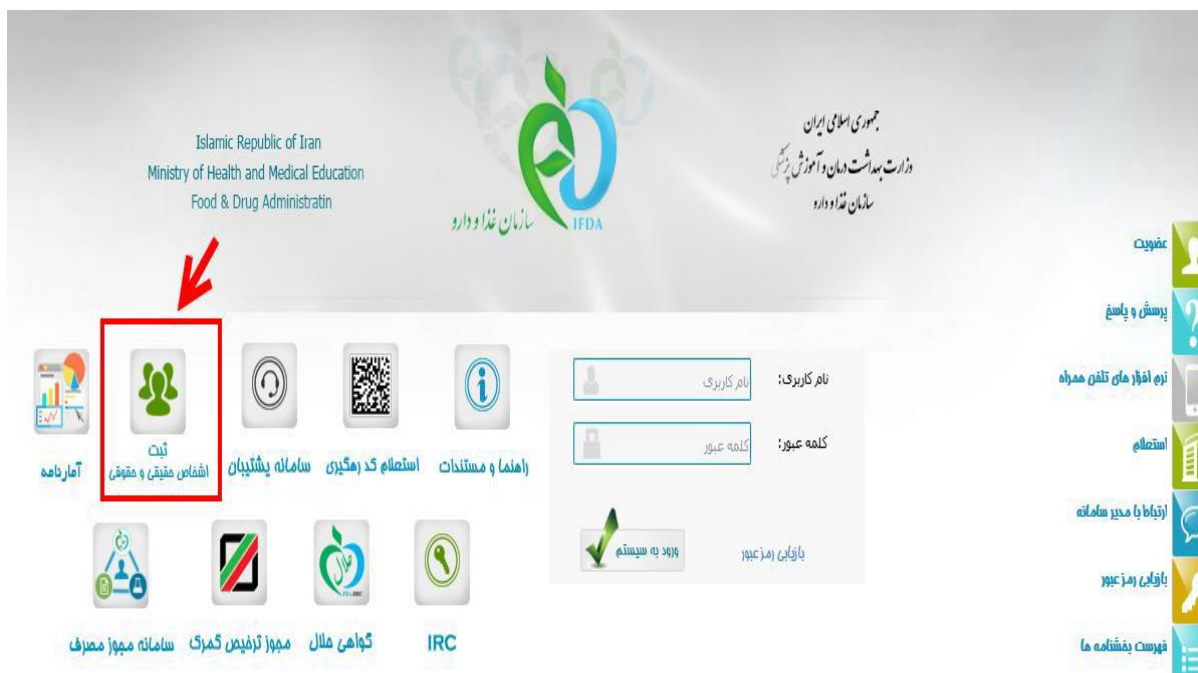 Islamic Republic of Iran
Ministry of Health and Medical Education
Food & Drug Administratin
سازمان غذا و دارو
IFDA
جمهوری اسلامی ایران
وزارت بهداشت درمان و آموزش پزشکی
سازمان غذا و دارو
عضویت
پرسش و پاسخ
نرم افزار های تلفن همراه
استعلام
ارتباط با مدیر سامانه
بازیابی رمز عبور
فهرست بخشنامه ها
نام کاربری:
نام کاربری
کلمه عبور:
کلمه عبور
بازیابی رمز عبور
ورود به سیستم
راهنما و مستندات
استعلام کد رهگیری
سامانه پشتیبان
ثبت
اشخاص حقیقی و حقوقی
آمارنامه
IRC
حلال
گواهی حلال
مجوز ترخیص گمرک
سامانه مجوز مصرف